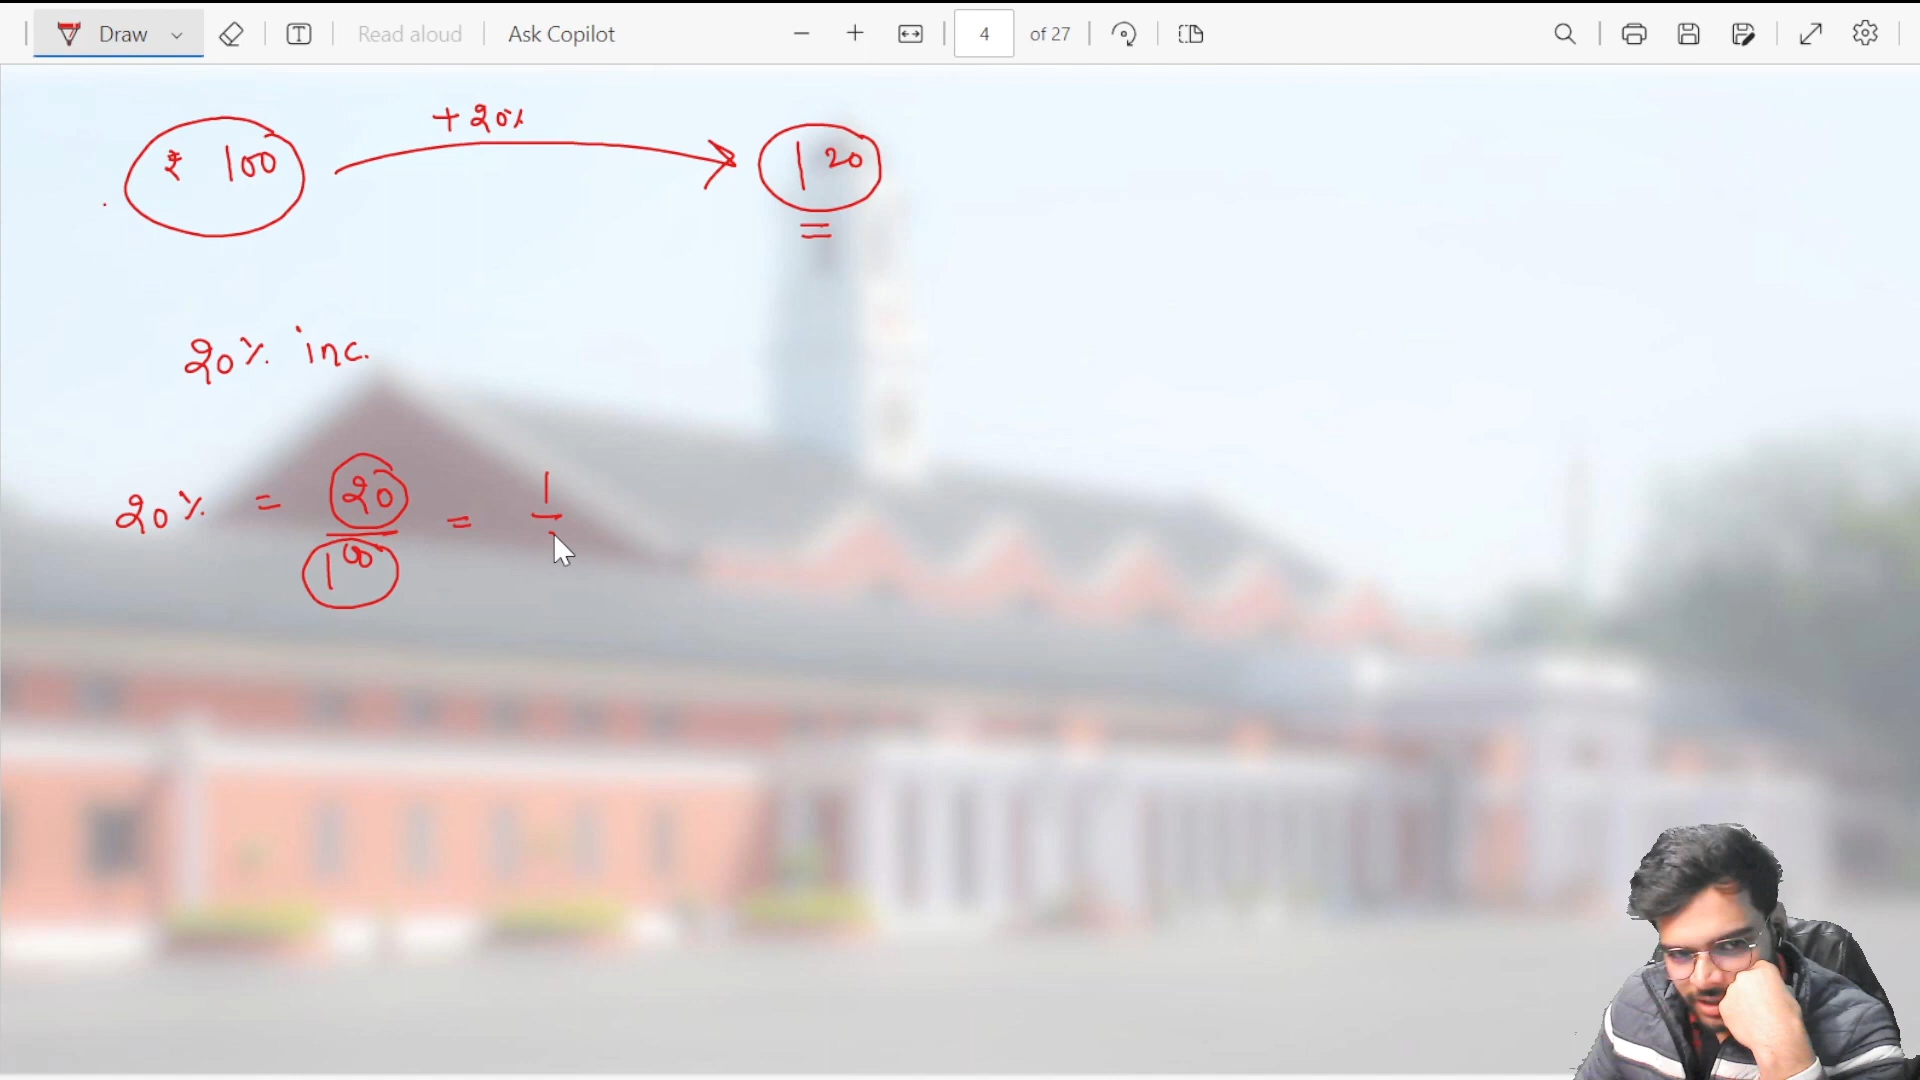 Draw
Read aloud
Ask Copilot
4 of 27
+20%
₹ 100
120
=
20% inc.
20% = 20/100 = 1/